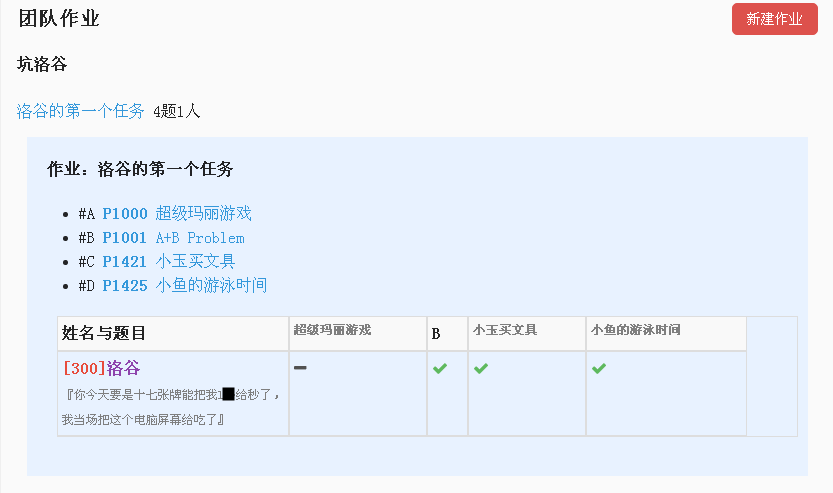 团队作业
新建作业
坑洛谷
洛谷的第一个任务 4题1人
作业：洛谷的第一个任务
#A P1000 超级玛丽游戏
#B P1001 A+B Problem
#C P1421 小玉买文具
#D P1425 小鱼的游泳时间
姓名与题目 超级玛丽游戏 B 小玉买文具 小鱼的游泳时间
[300]洛谷
『你今天要是十七张牌能把我l给秒了，
我当场把这个电脑屏幕给吃了』